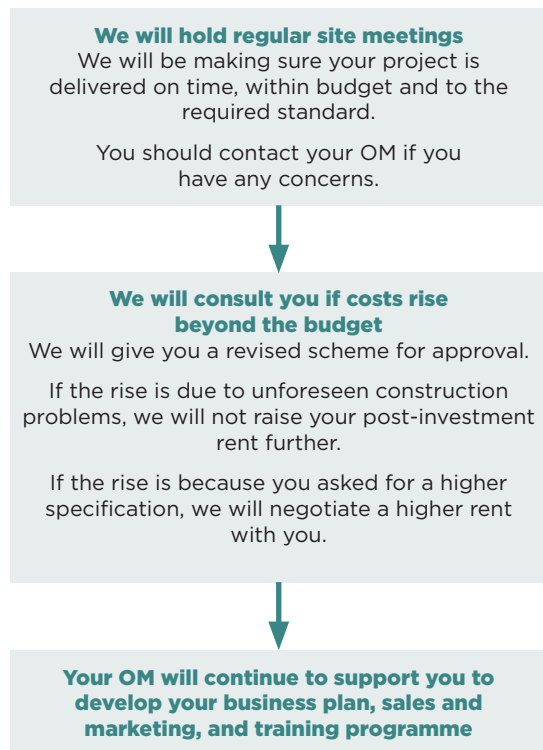 We will hold regular site meetings
We will be making sure your project is
delivered on time, within budget and to the
required standard.
You should contact your OM if you
have any concerns.
We will consult you if costs rise
beyond the budget
We will give you a revised scheme for approval.
If the rise is due to unforeseen construction
problems, we will not raise your post-investment
rent further.
If the rise is because you asked for a higher
specification, we will negotiate a higher rent
with you.
Your OM will continue to support you to
develop your business plan, sales and
marketing, and training programme